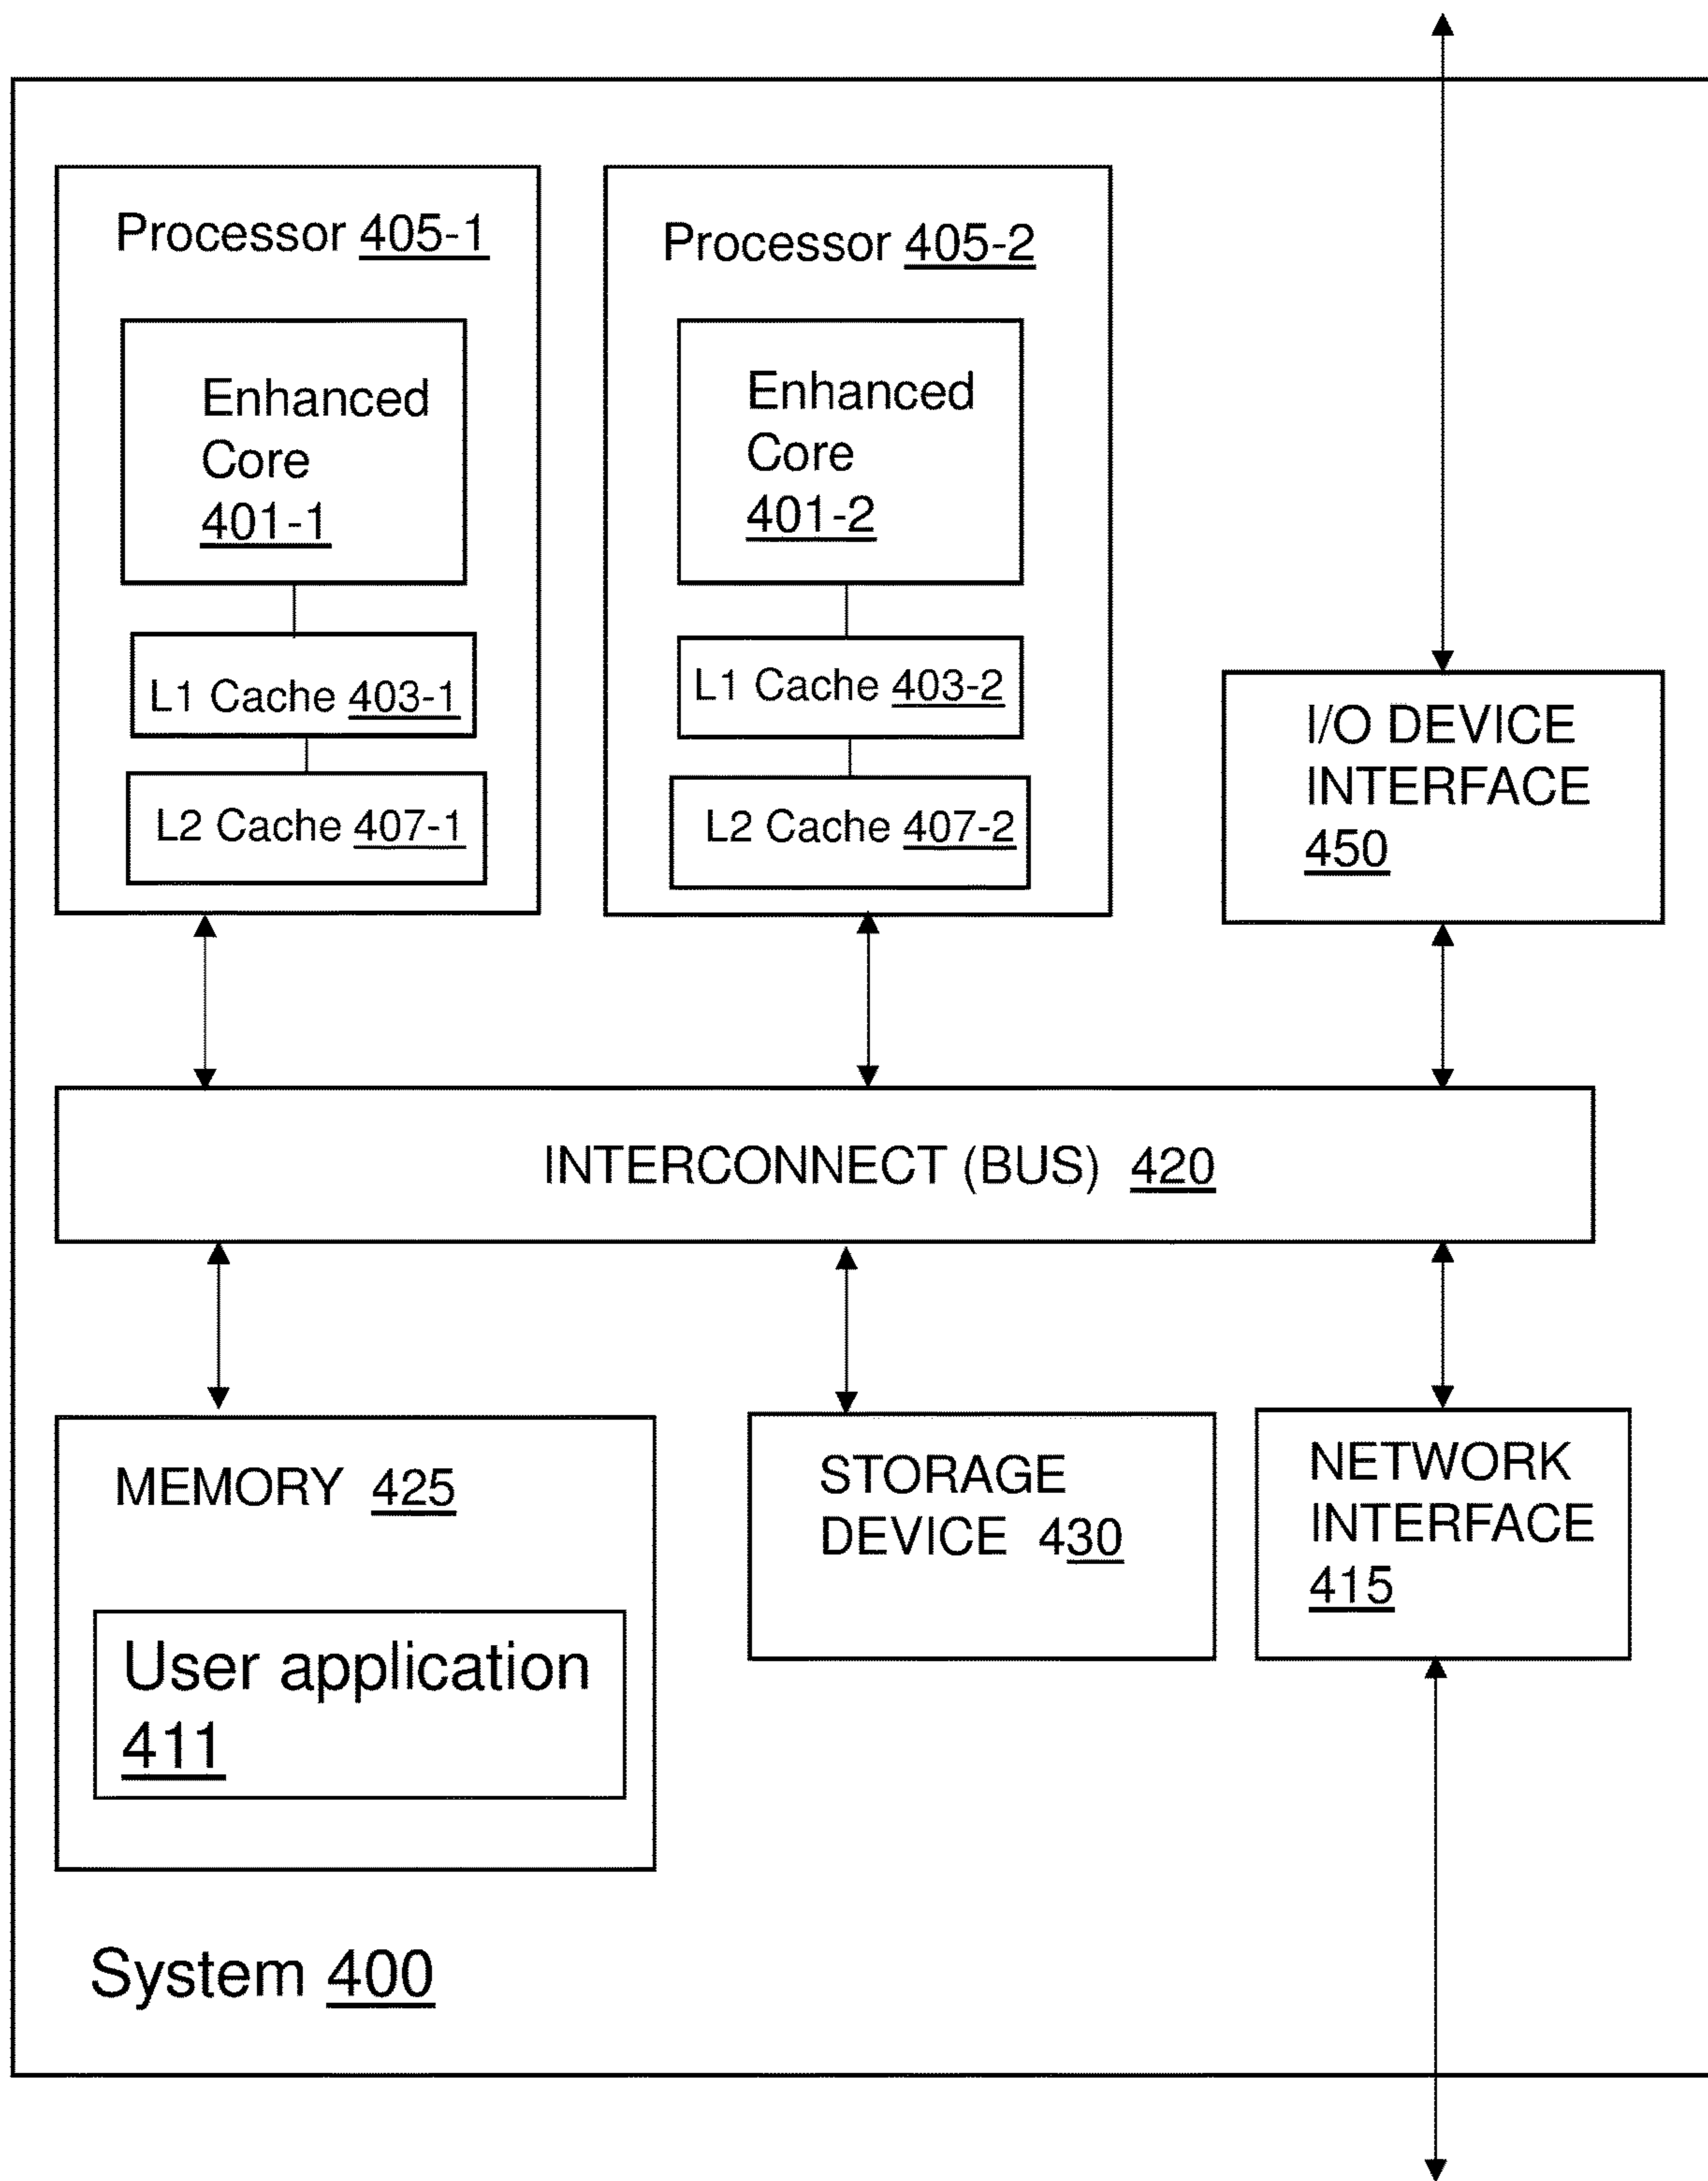 Processor 405-1
Enhanced
Core
401-1
L1 Cache 403-1
L2 Cache 407-1
Processor 405-2
Enhanced
Core
401-2
L1 Cache 403-2
L2 Cache 407-2
I/O DEVICE
INTERFACE
450
INTERCONNECT (BUS) 420
MEMORY 425
User application
411
STORAGE
DEVICE 430
NETWORK
INTERFACE
415
System 400